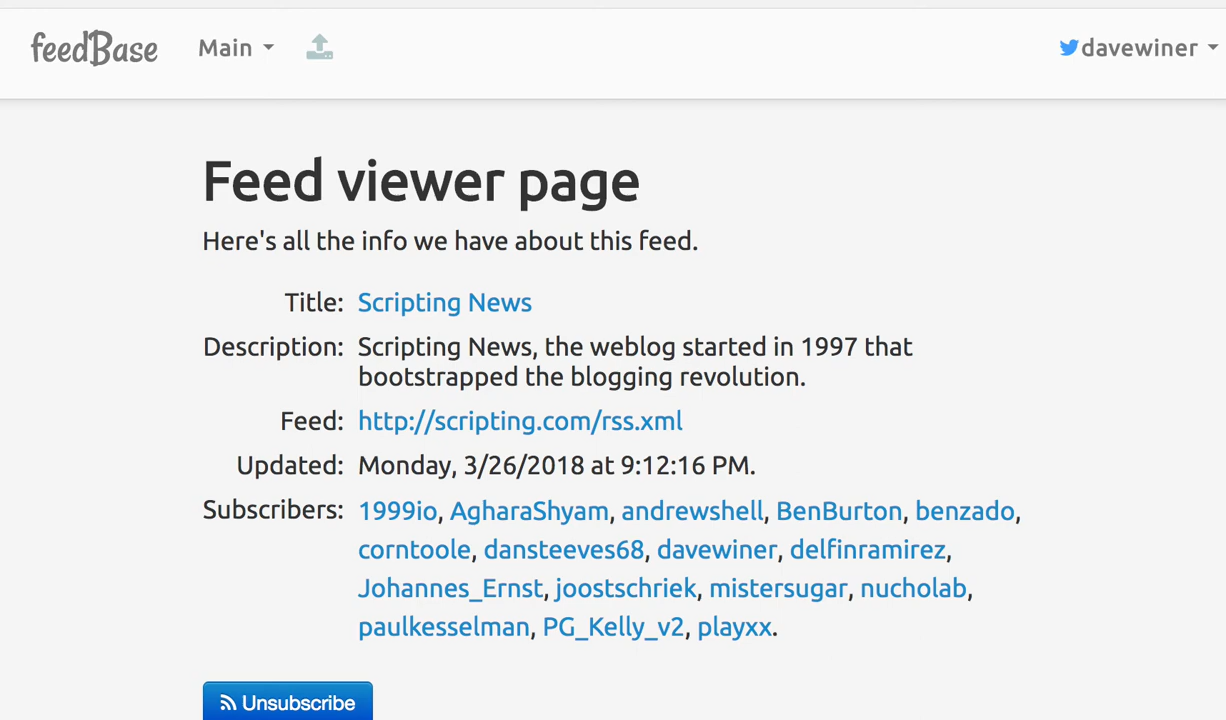 feedBase Main davewiner
Feed viewer page
Here's all the info we have about this feed.
Title: Scripting News
Description: Scripting News, the weblog started in 1997 that
bootstrapped the blogging revolution.
Feed: http://scripting.com/rss.xml
Updated: Monday, 3/26/2018 at 9:12:16 PM.
Subscribers: 1999io, AgharaShyam, andrewshell, BenBurton, benzado,
corntoole, dansteeves68, davewiner, delfinramirez,
Johannes_Ernst, joostschriek, mistersugar, nucholab,
paulkesselman, PG_Kelly_v2, playxx.
Unsubscribe